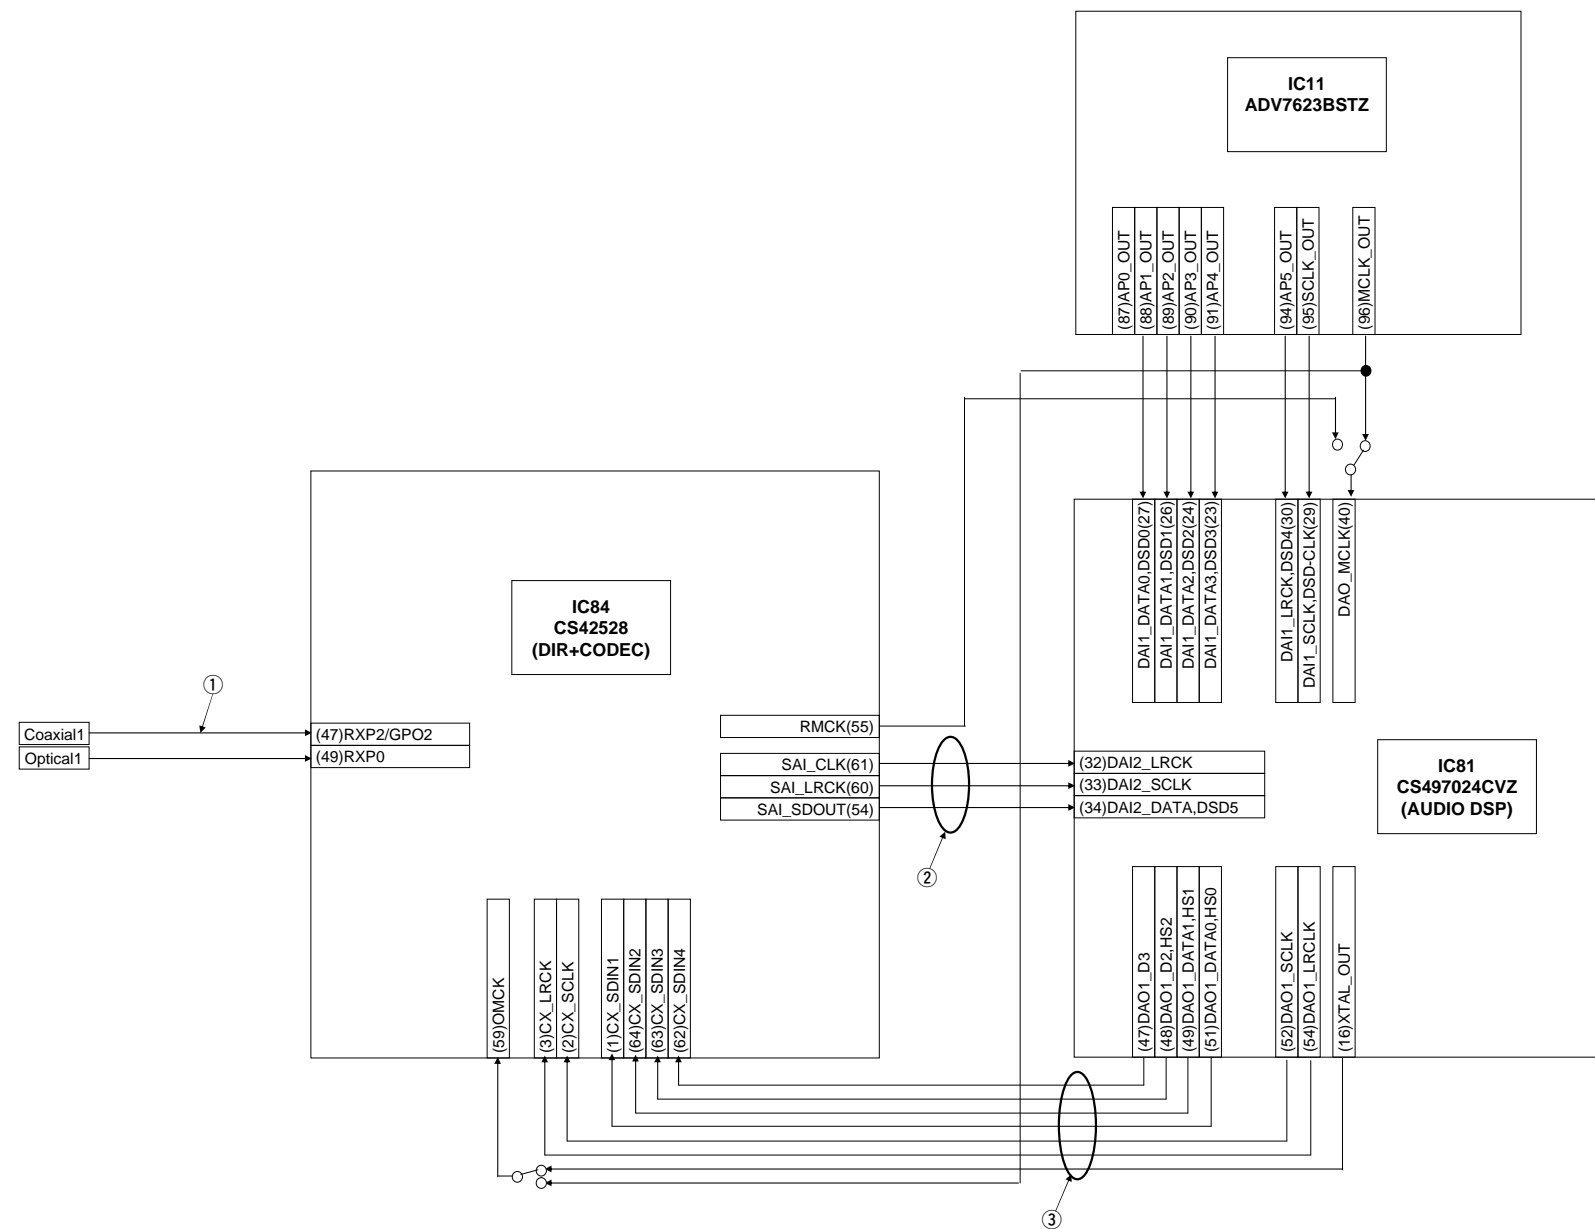 IC11
ADV7623BSTZ
(87)AP0_OUT
(88)AP1_OUT
(89)AP2_OUT
(90)AP3_OUT
(91)AP4_OUT
(94)AP5_OUT
(95)SCLK_OUT
(96)MCLK_OUT
DAI1_DATA0,DSD0(27)
DAI1_DATA1,DSD1(26)
DAI1_DATA2,DSD2(24)
DAI1_DATA3,DSD3(23)
DAI1_LRCK,DSD4(30)
DAI1_SCLK,DSD-CLK(29)
DAO_MCLK(40)
IC84
CS42528
(DIR+CODEC)
①
Coaxial1
Optical1
(47)RXP2/GPO2
(49)RXP0
RMCK(55)
SAI_CLK(61)
SAI_LRCK(60)
SAI_SDOUT(54)
(32)DAI2_LRCK
(33)DAI2_SCLK
(34)DAI2_DATA,DSD5
IC81
CS497024CVZ
(AUDIO DSP)
②
(59)OMCK
(3)CX_LRCK
(2)CX_SCLK
(1)CX_SDIN1
(64)CX_SDIN2
(63)CX_SDIN3
(62)CX_SDIN4
(47)DAO1_D3
(48)DAO1_D2,HS2
(49)DAO1_DATA1,HS1
(51)DAO1_DATA0,HS0
(52)DAO1_SCLK
(54)DAO1_LRCLK
(16)XTAL_OUT
③